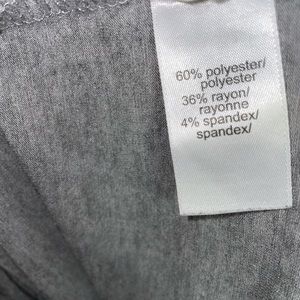 60% polyester/
polyester
36% rayon/
rayonne
4% spandex/
spandex/